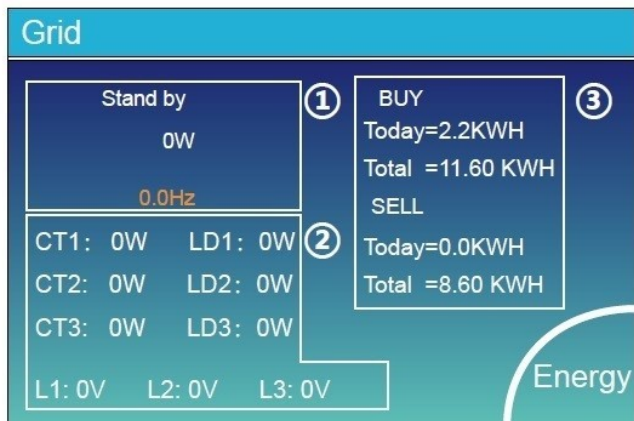 Grid
Stand by
0W
0.0Hz
①
CT1: 0W LD1: 0W
CT2: 0W LD2: 0W
CT3: 0W LD3: 0W
L1: 0V L2: 0V L3: 0V
②
BUY
Today=2.2KWH
Total =11.60 KWH
SELL
Today=0.0KWH
Total =8.60 KWH
③
Energy